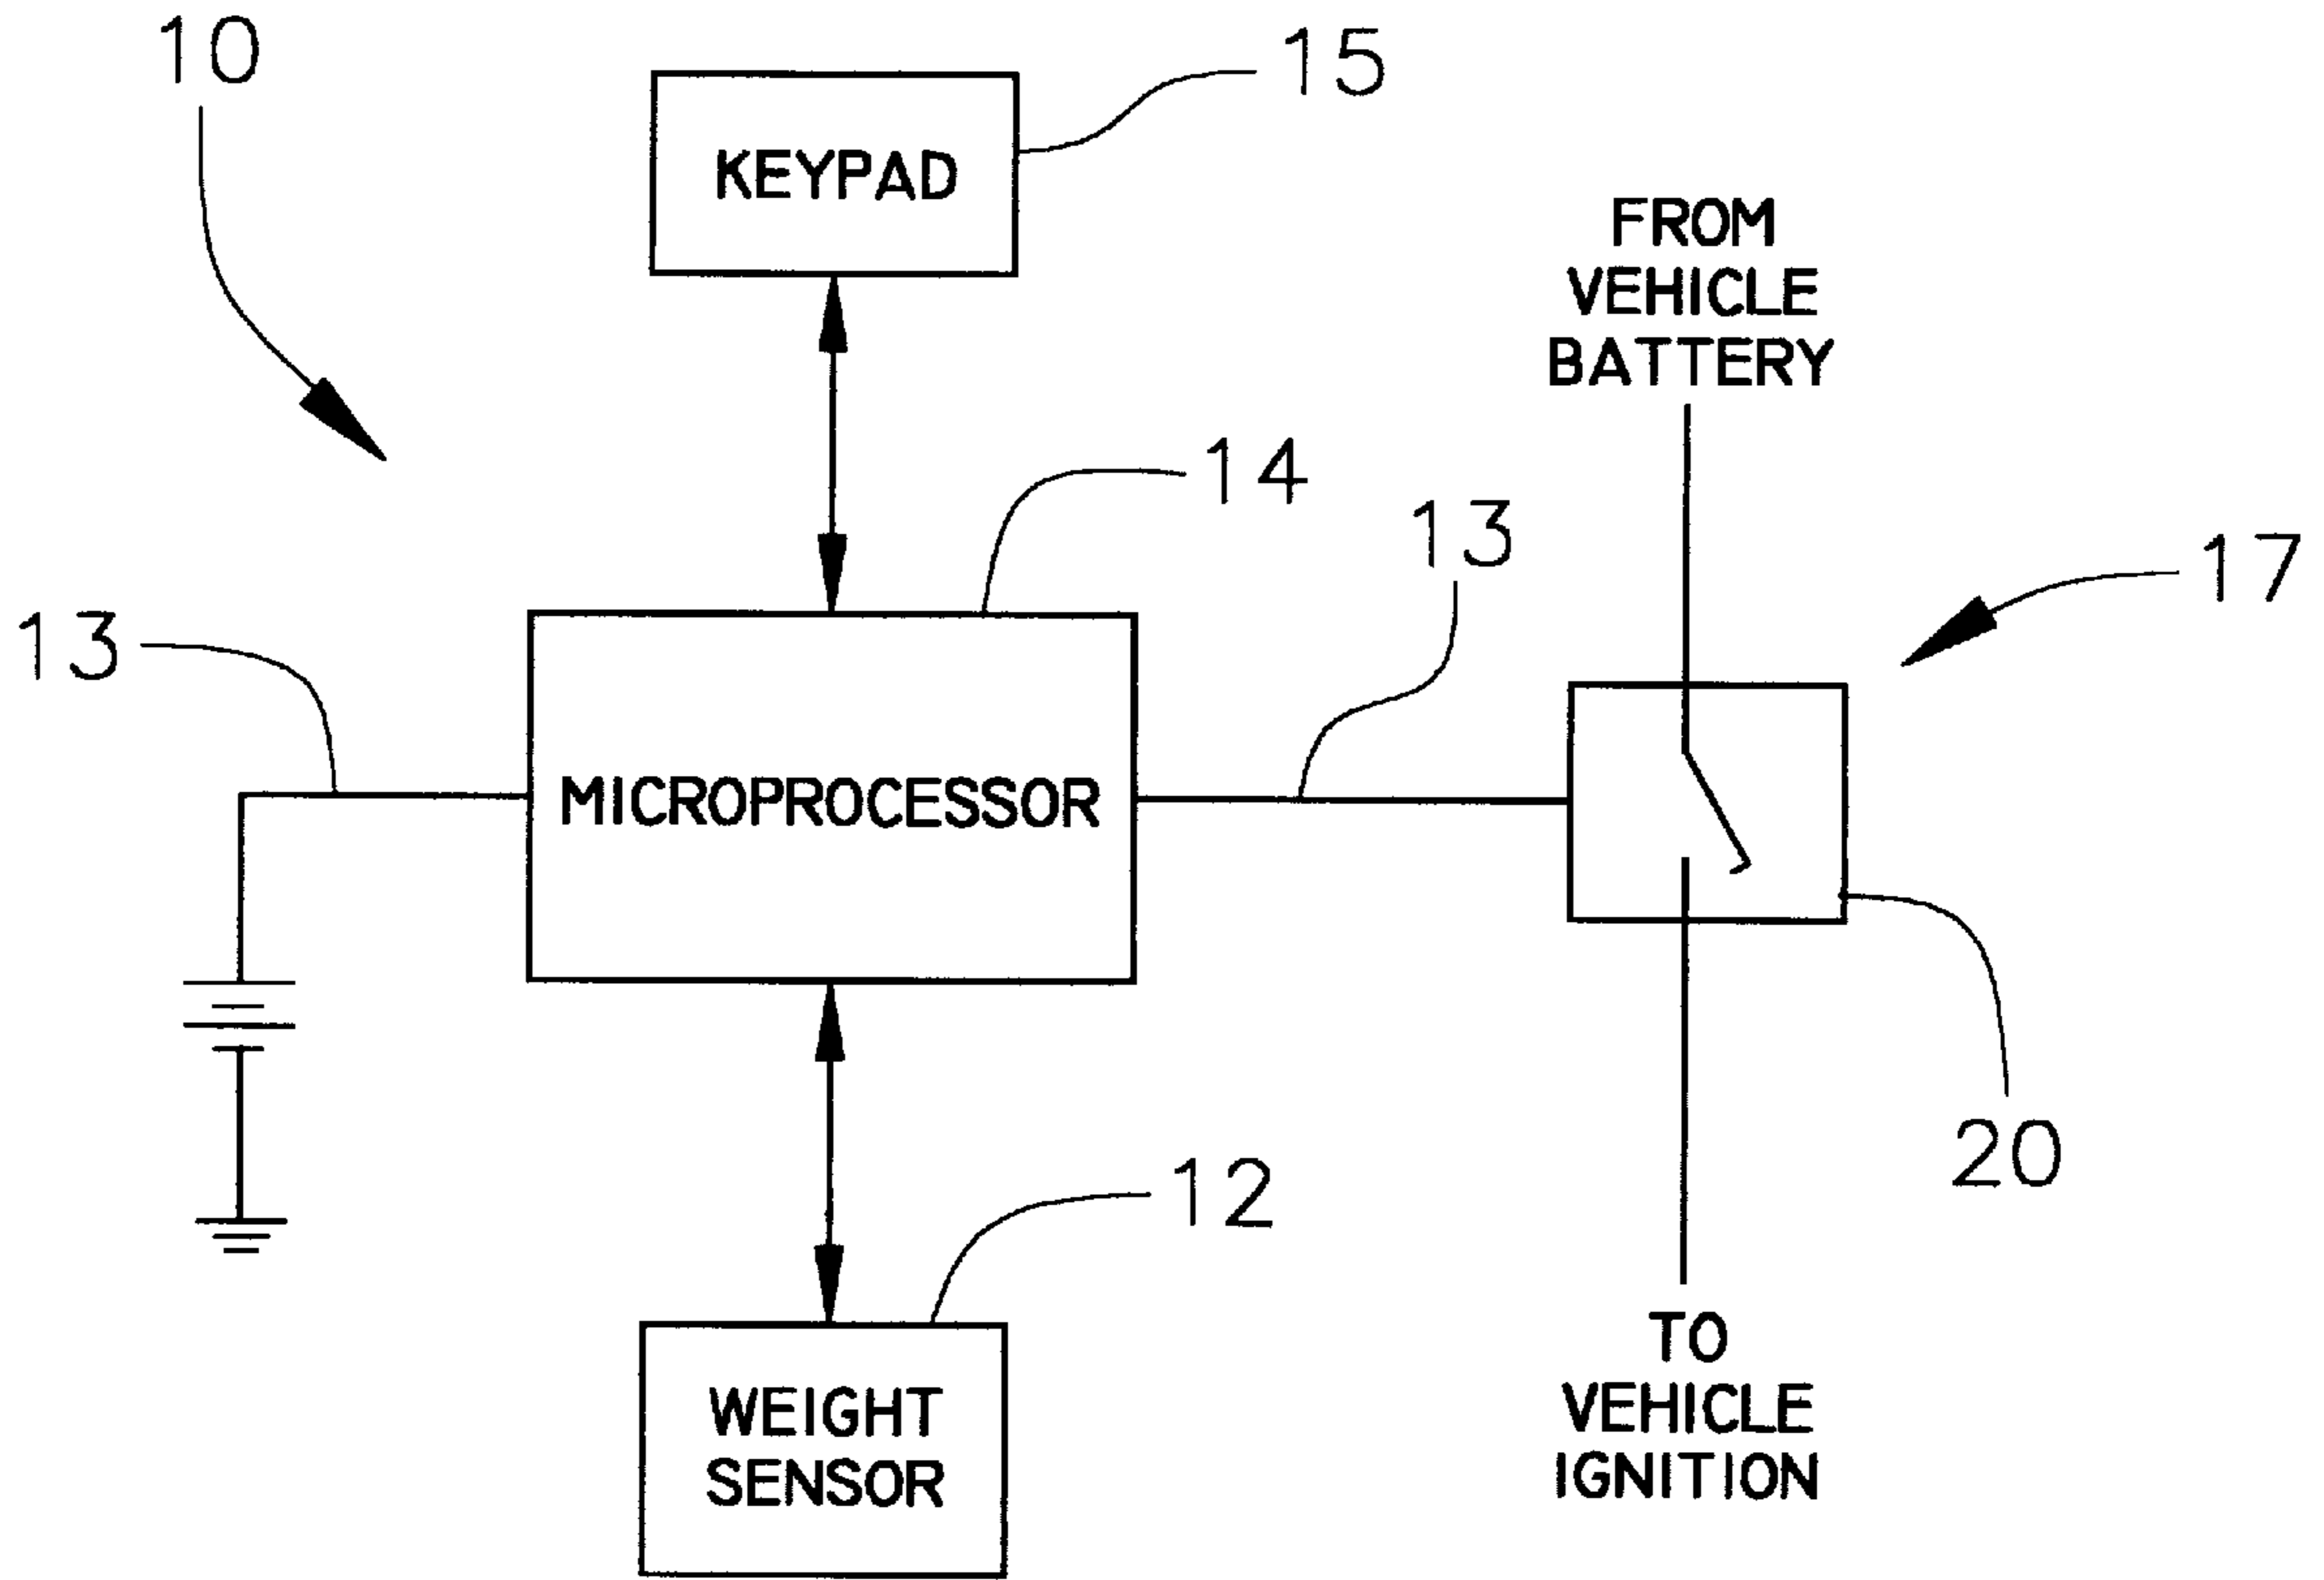 10
15
KEYPAD
FROM
VEHICLE
BATTERY
14
13
17
13
MICROPROCESSOR
20
12
TO
VEHICLE
IGNITION
WEIGHT
SENSOR